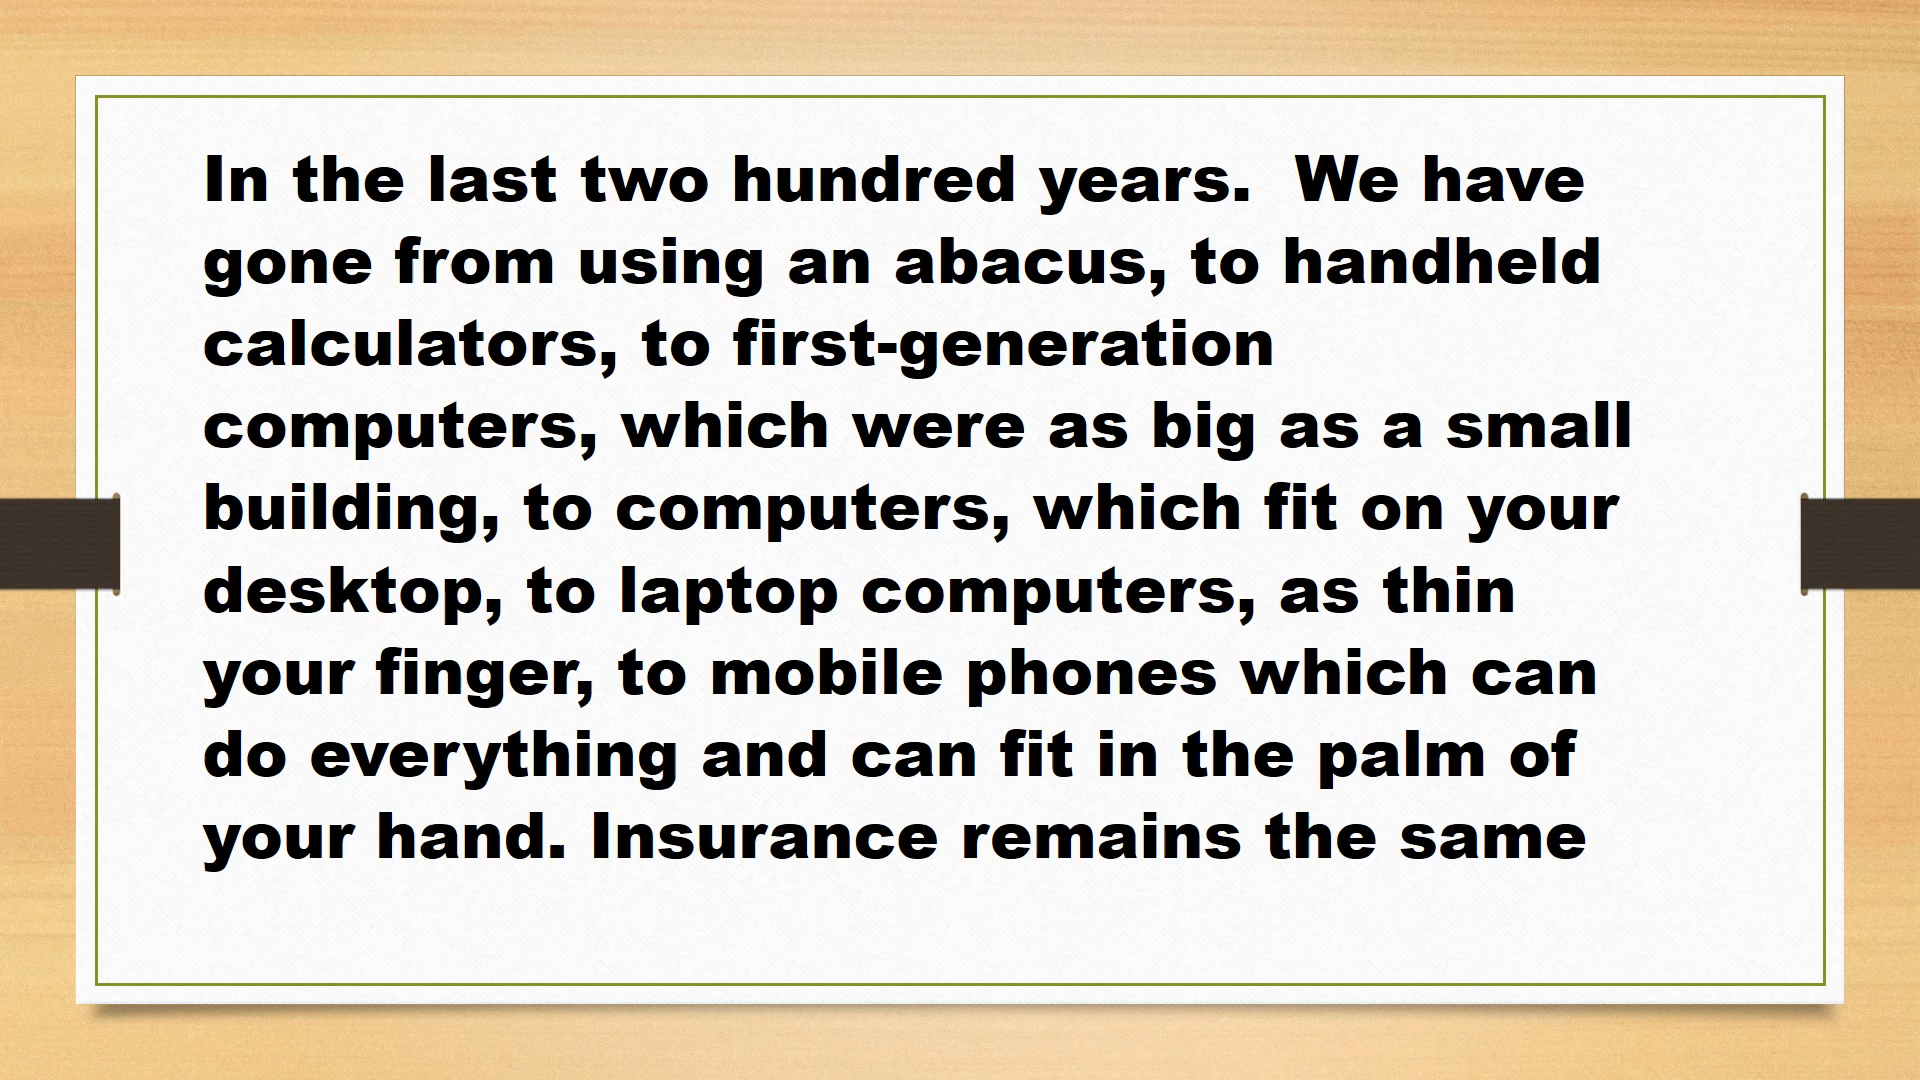 In the last two hundred years.  We have
gone from using an abacus, to handheld
calculators, to first-generation
computers, which were as big as a small
building, to computers, which fit on your
desktop, to laptop computers, as thin
your finger, to mobile phones which can
do everything and can fit in the palm of
your hand. Insurance remains the same